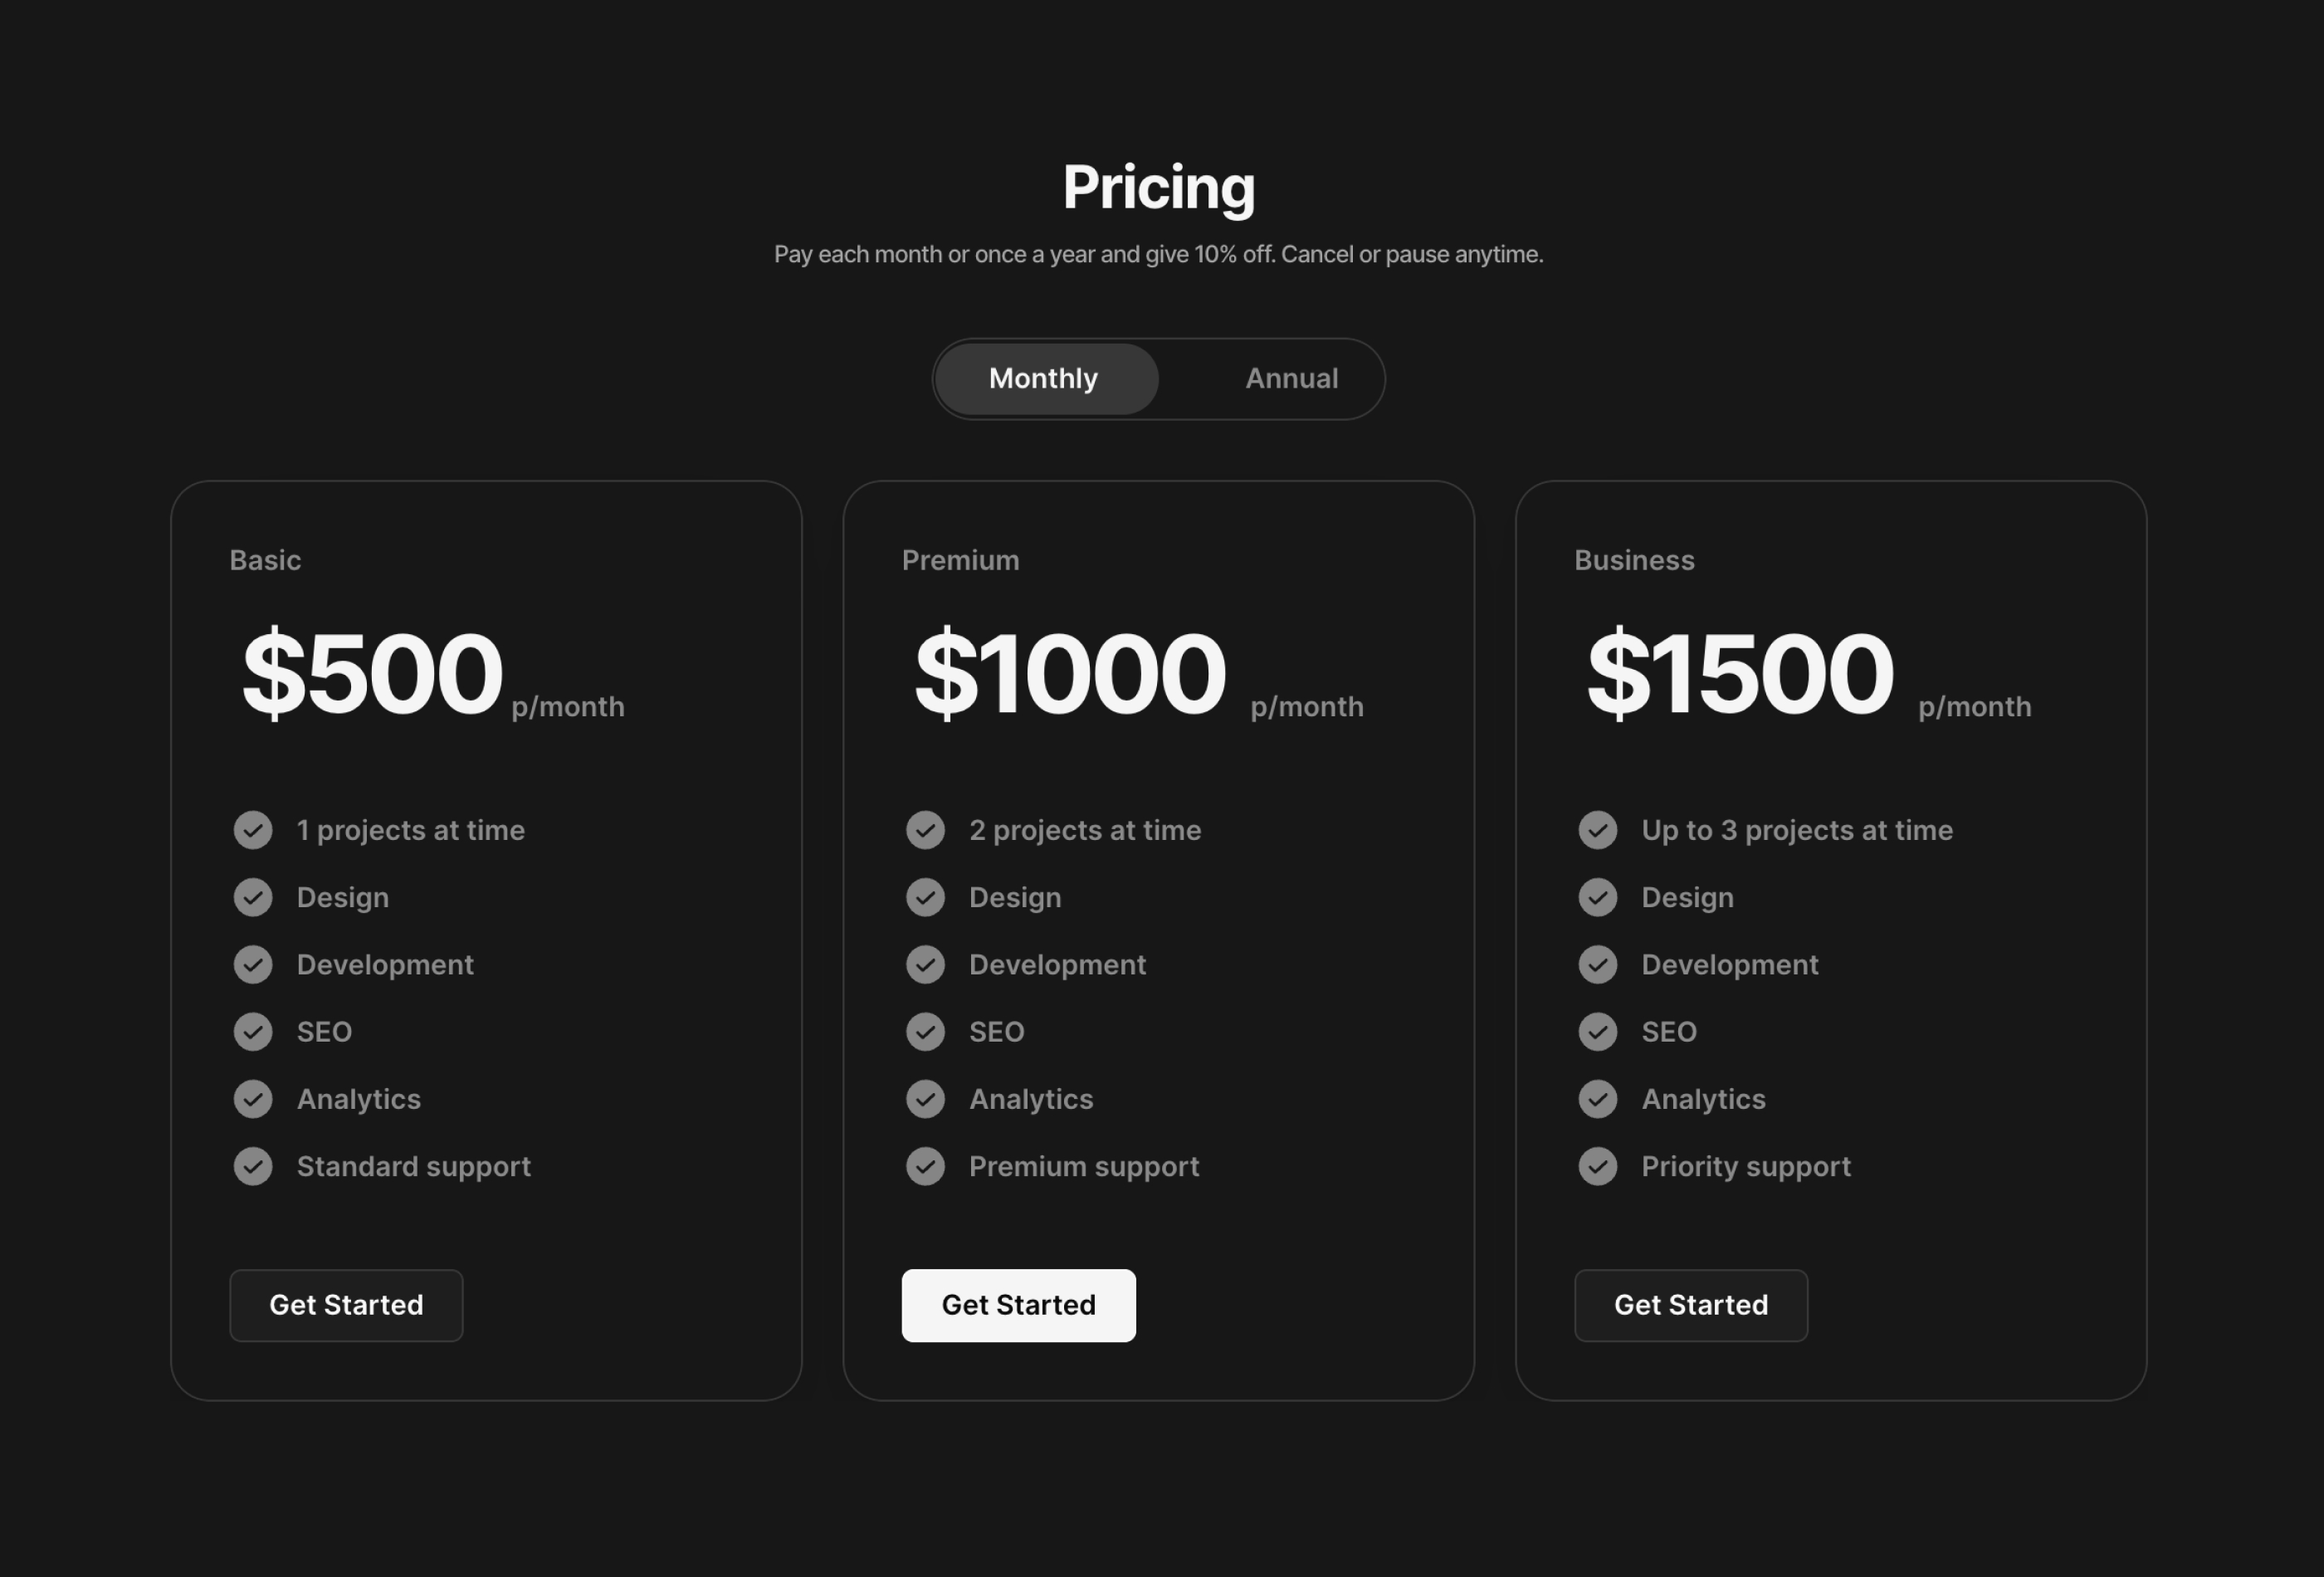 Pricing
Pay each month or once a year and give 10% off. Cancel or pause anytime.
Monthly
Annual
Basic
$500 p/month
1 projects at time
Design
Development
SEO
Analytics
Standard support
Get Started
Premium
$1000 p/month
2 projects at time
Design
Development
SEO
Analytics
Premium support
Get Started
Business
$1500 p/month
Up to 3 projects at time
Design
Development
SEO
Analytics
Priority support
Get Started